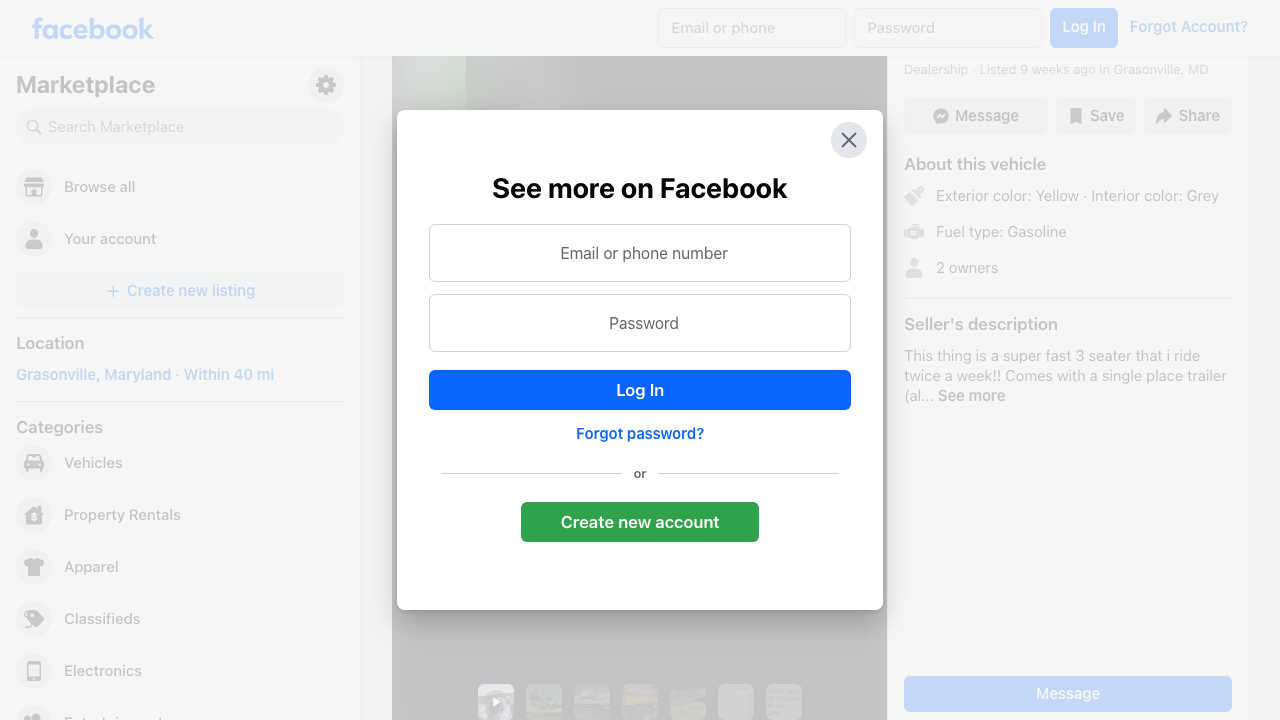 facebook
Email or phone
Password
Log In
Forgot Account?
Marketplace
Search Marketplace
Browse all
Your account
Create new listing
Location
Grasonville, Maryland · Within 40 mi
Categories
Vehicles
Property Rentals
Apparel
Classifieds
Electronics
See more on Facebook
Email or phone number
Password
Log In
Forgot password?
or
Create new account
Dealership · Listed 9 weeks ago in Grasonville, MD
Message
Save
Share
About this vehicle
Exterior color: Yellow · Interior color: Grey
Fuel type: Gasoline
2 owners
Seller's description
This thing is a super fast 3 seater that i ride
twice a week!! Comes with a single place trailer
(al... See more
Message